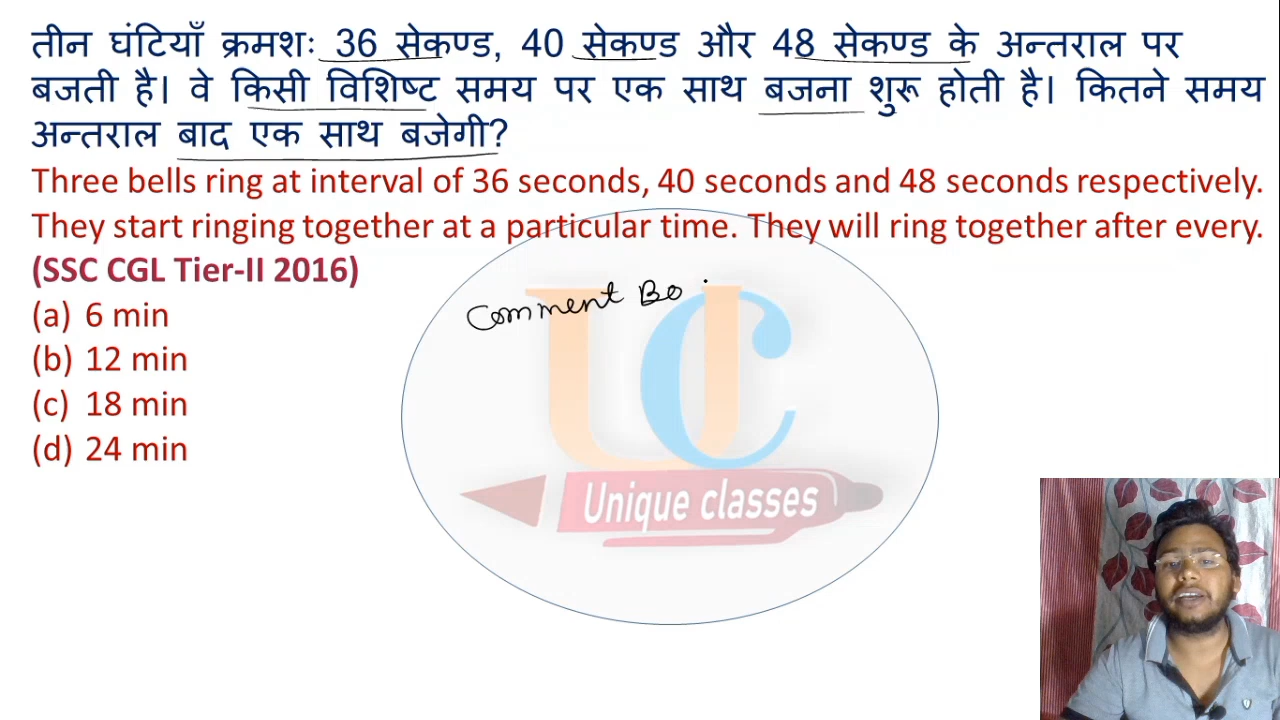 तीन घंटियाँ क्रमशः 36 सेकण्ड, 40 सेकण्ड और 48 सेकण्ड के अन्तराल पर
बजती है। वे किसी विशिष्ट समय पर एक साथ बजना शुरू होती है। कितने समय
अन्तराल बाद एक साथ बजेगी?
Three bells ring at interval of 36 seconds, 40 seconds and 48 seconds respectively.
They start ringing together at a particular time. They will ring together after every.
(SSC CGL Tier-II 2016)
Comment Bo
(a) 6 min
(b) 12 min
(c) 18 min
(d) 24 min
UC
Unique classes